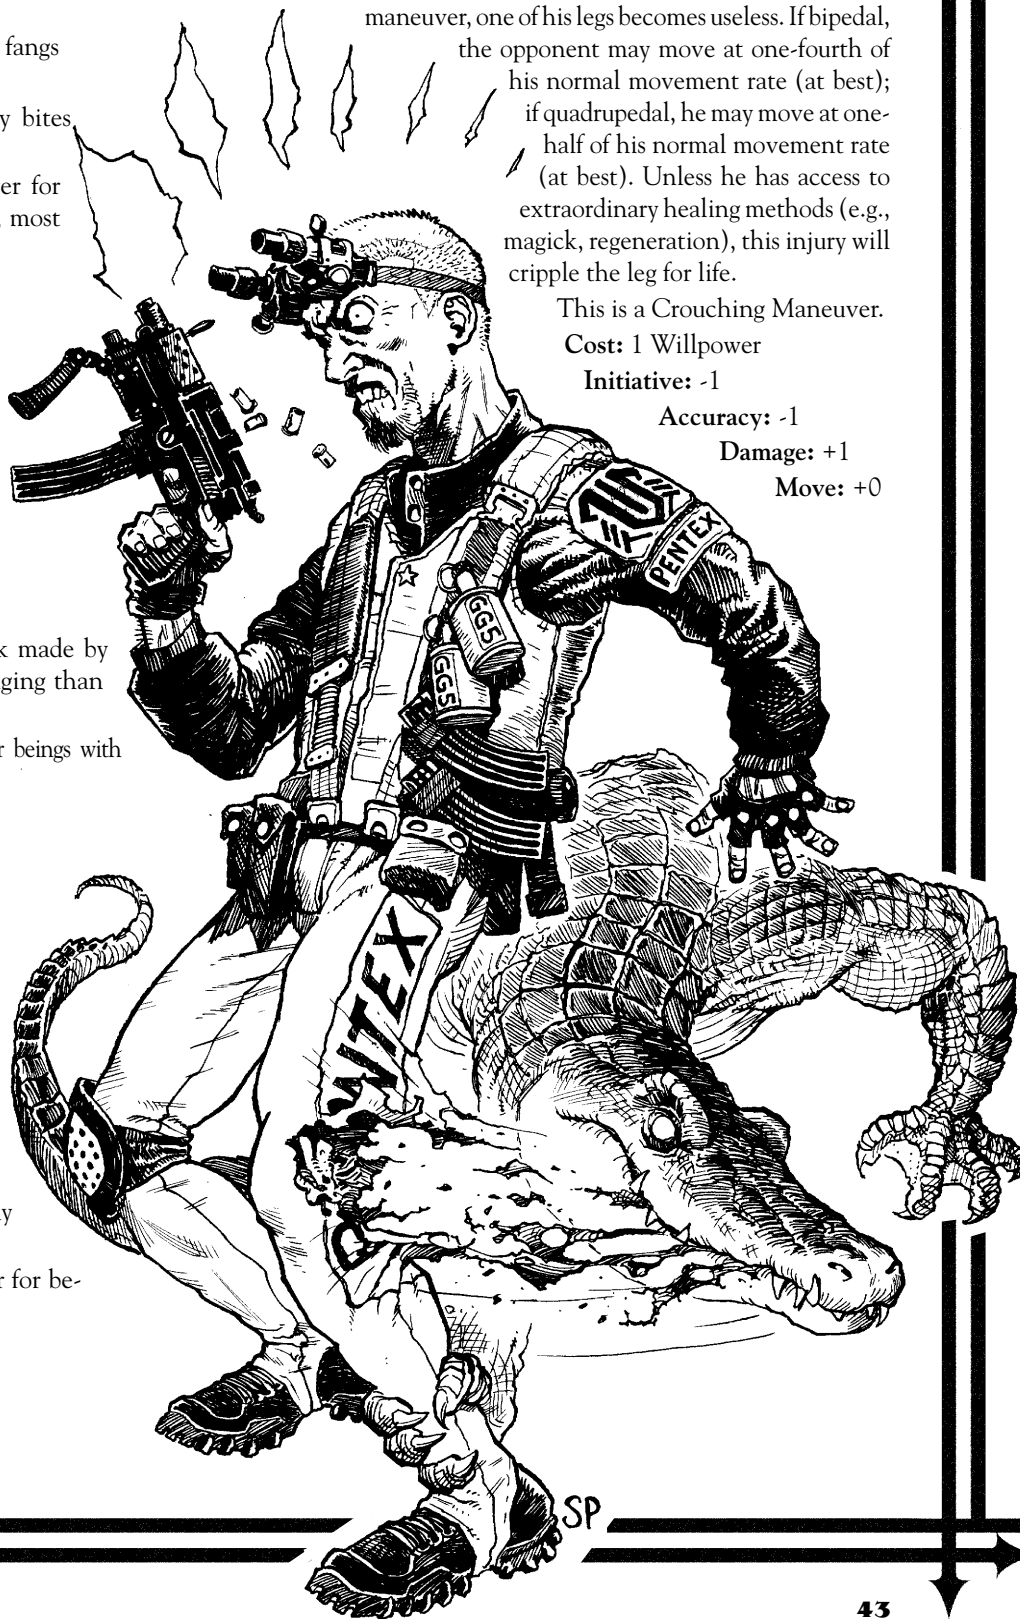 fangs
y bites
er for
, most
k made by
ging than
r beings with
y
r for be-
maneuver, one of his legs becomes useless. If bipedal,
the opponent may move at one-fourth of
his normal movement rate (at best);
if quadrupedal, he may move at one-
half of his normal movement rate
(at best). Unless he has access to
extraordinary healing methods (e.g.,
magick, regeneration), this injury will
cripple the leg for life.
This is a Crouching Maneuver.
Cost: 1 Willpower
Initiative: -1
Accuracy: -1
Damage: +1
Move: +0
PENTEX
GG5
GG5
NTEX
SP
43